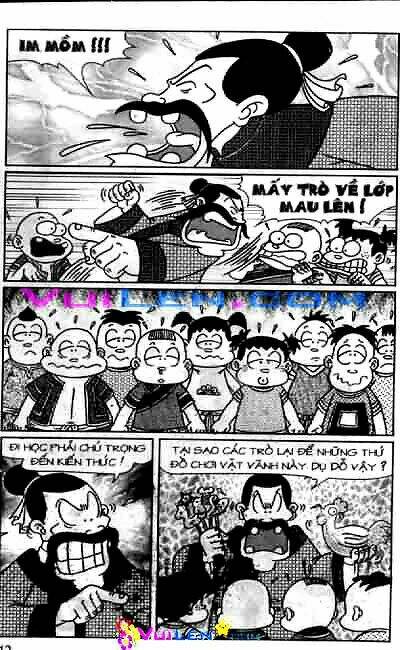 IM MỒM !!!
MẤY TRÒ VỀ LỚP
MAU LÊN !
VUILEN.COM
ĐI HỌC PHẢI CHÚ TRỌNG
ĐẾN KIẾN THỨC !
TẠI SAO CÁC TRÒ LẠI ĐỂ NHỮNG THỨ
ĐỒ CHƠI VẶT VÃNH NÀY DỤ DỖ VẬY ?
VUILEN